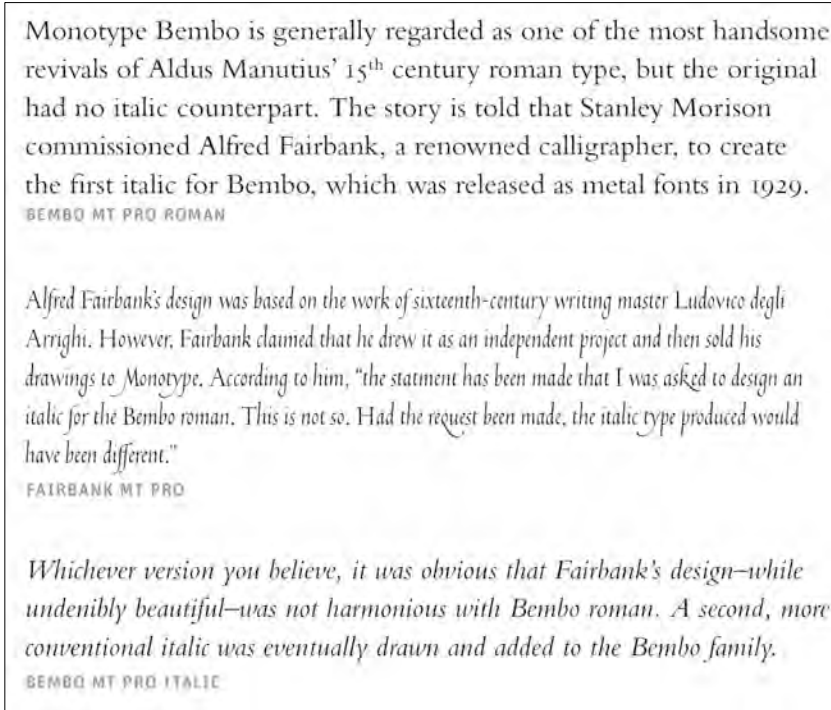 Monotype Bembo is generally regarded as one of the most handsome
revivals of Aldus Manutius’ 15th century roman type, but the original
had no italic counterpart. The story is told that Stanley Morison
commissioned Alfred Fairbank, a renowned calligrapher, to create
the first italic for Bembo, which was released as metal fonts in 1929.
BEMBO MT PRO ROMAN
Alfred Fairbank’s design was based on the work of sixteenth-century writing master Ludovico degli
Arrighi. However, Fairbank claimed that he drew it as an independent project and then sold his
drawings to Monotype. According to him, “the statment has been made that I was asked to design an
italic for the Bembo roman. This is not so. Had the request been made, the italic type produced would
have been different.”
FAIRBANK MT PRO
Whichever version you believe, it was obvious that Fairbank’s design—while
undenibly beautiful—was not harmonious with Bembo roman. A second, more
conventional italic was eventually drawn and added to the Bembo family.
BEMBO MT PRO ITALIC